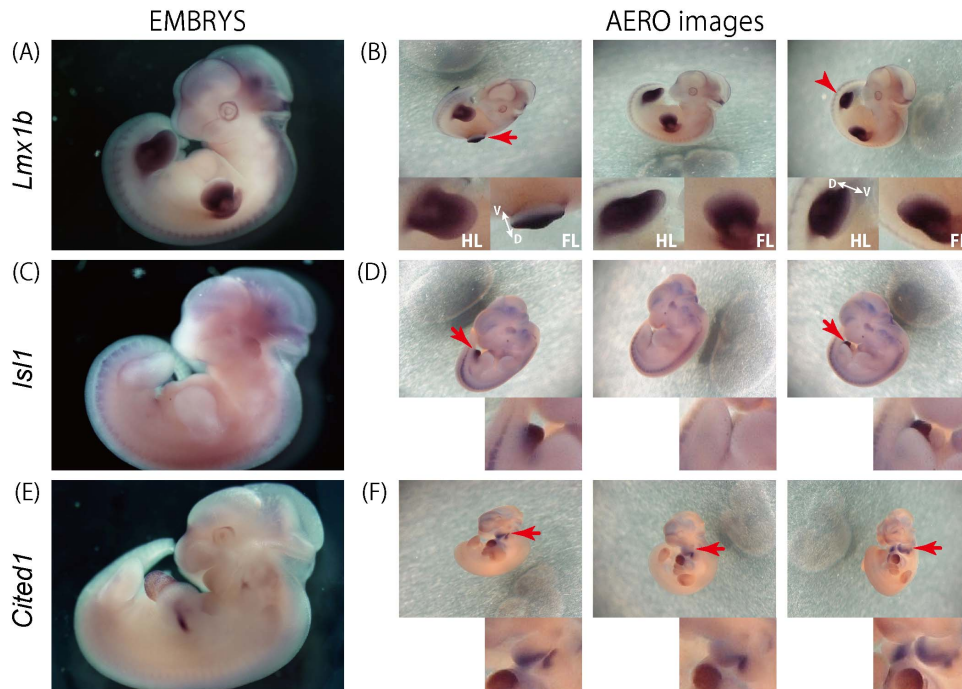 EMBRYS
AERO images
(A)
(B)
Lmx1b
V
D
HL
FL
HL
FL
D
V
HL
FL
(C)
(D)
Isl1
(E)
(F)
Cited1